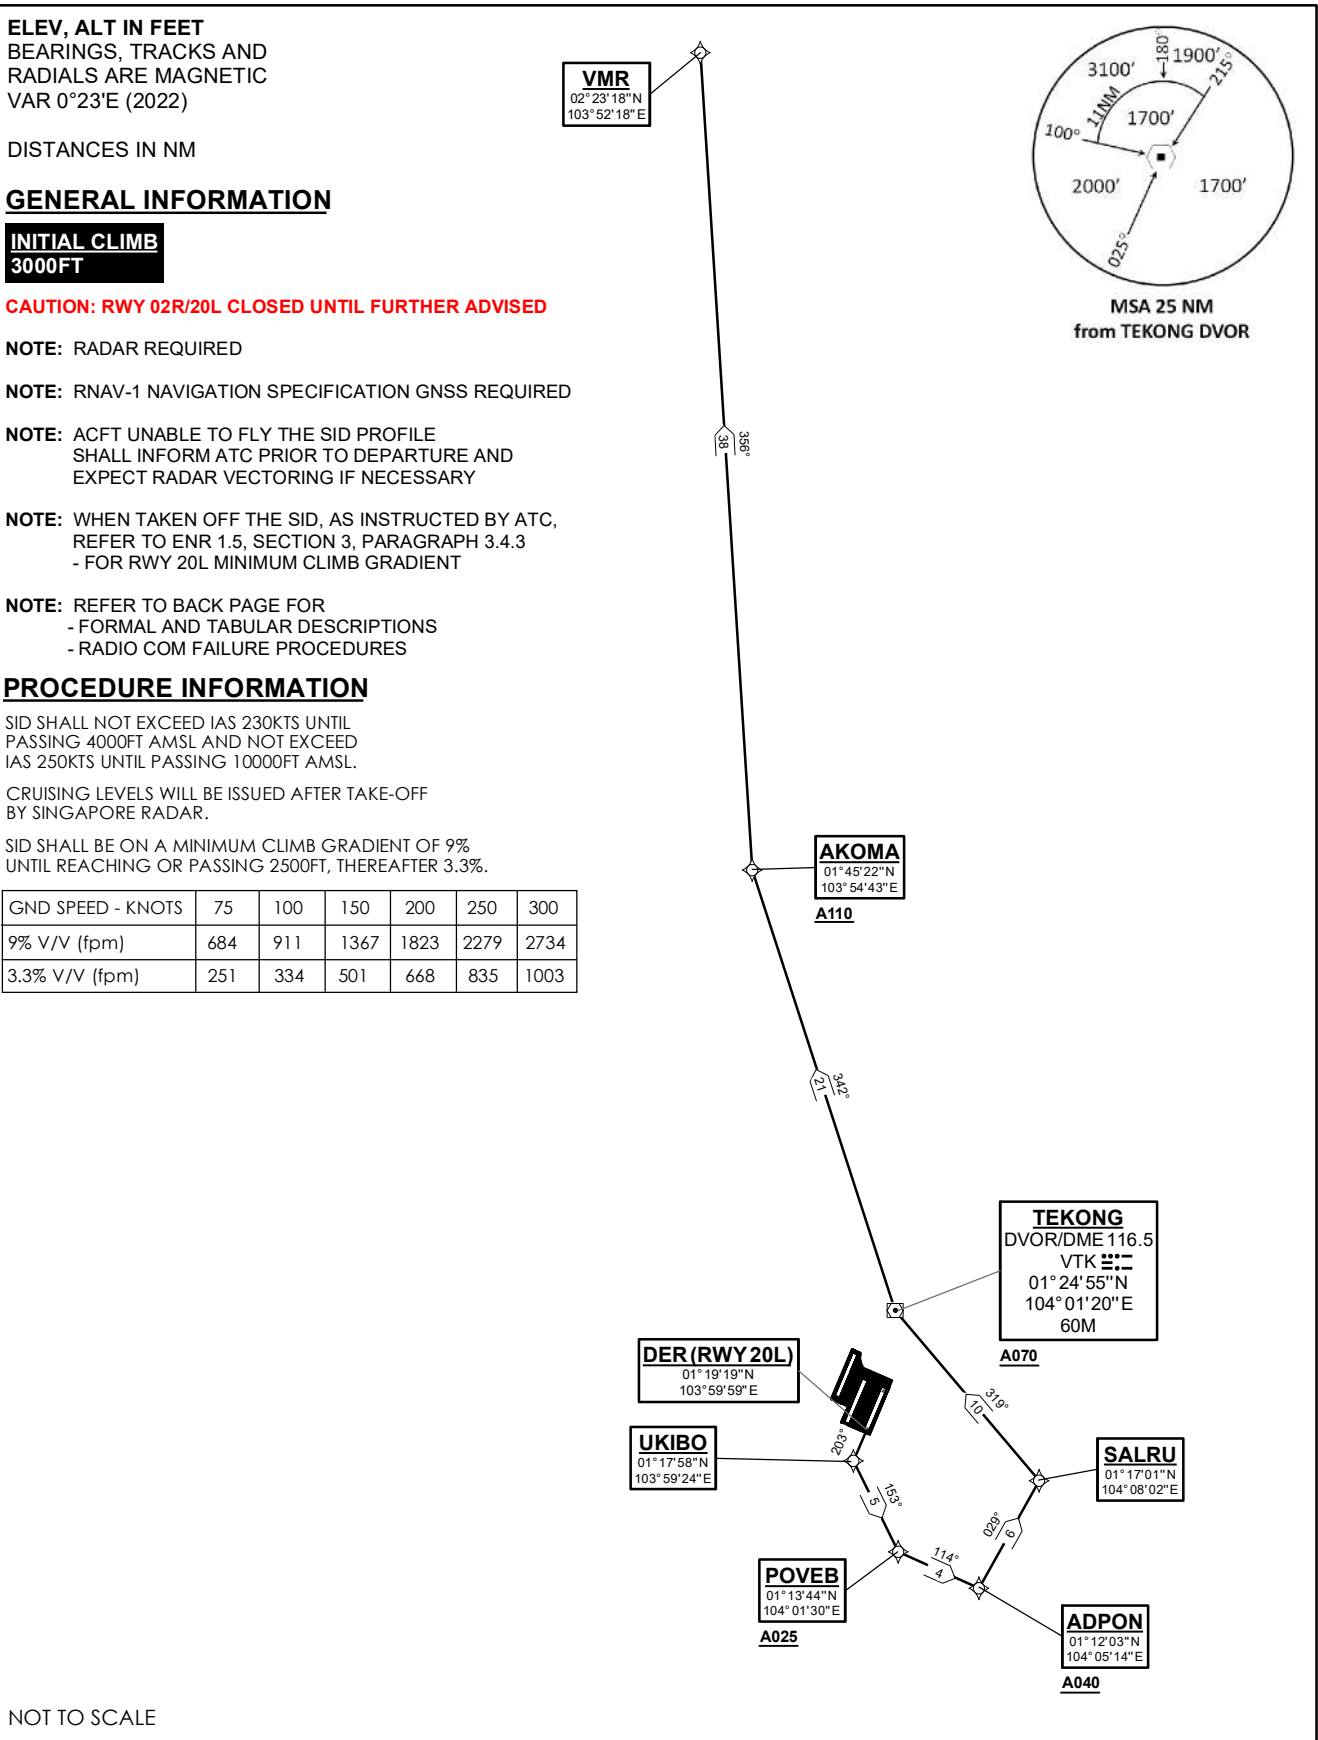 ELEV, ALT IN FEET
BEARINGS, TRACKS AND
RADIALS ARE MAGNETIC
VAR 0°23'E (2022)
DISTANCES IN NM
GENERAL INFORMATION
INITIAL CLIMB
3000FT
CAUTION: RWY 02R/20L CLOSED UNTIL FURTHER ADVISED
NOTE: RADAR REQUIRED
NOTE: RNAV-1 NAVIGATION SPECIFICATION GNSS REQUIRED
NOTE: ACFT UNABLE TO FLY THE SID PROFILE
SHALL INFORM ATC PRIOR TO DEPARTURE AND
EXPECT RADAR VECTORING IF NECESSARY
NOTE: WHEN TAKEN OFF THE SID, AS INSTRUCTED BY ATC,
REFER TO ENR 1.5, SECTION 3, PARAGRAPH 3.4.3
- FOR RWY 20L MINIMUM CLIMB GRADIENT
NOTE: REFER TO BACK PAGE FOR
- FORMAL AND TABULAR DESCRIPTIONS
- RADIO COM FAILURE PROCEDURES
PROCEDURE INFORMATION
SID SHALL NOT EXCEED IAS 230KTS UNTIL
PASSING 4000FT AMSL AND NOT EXCEED
IAS 250KTS UNTIL PASSING 10000FT AMSL.
CRUISING LEVELS WILL BE ISSUED AFTER TAKE-OFF
BY SINGAPORE RADAR.
SID SHALL BE ON A MINIMUM CLIMB GRADIENT OF 9%
UNTIL REACHING OR PASSING 2500FT, THEREAFTER 3.3%.
GND SPEED - KNOTS 75 100 150 200 250 300
9% V/V (fpm) 684 911 1367 1823 2279 2734
3.3% V/V (fpm) 251 334 501 668 835 1003
VMR
02°23'18"N
103°52'18"E
3100'
180°
1900'
215°
11NM
1700'
100°
2000'
1700'
025°
MSA 25 NM
from TEKONG DVOR
38
356°
AKOMA
01°45'22"N
103°54'43"E
A110
21
342°
TEKONG
DVOR/DME 116.5
VTK
01°24'55"N
104°01'20"E
60M
A070
DER (RWY 20L)
01°19'19"N
103°59'59"E
10
319°
203°
UKIBO
01°17'58"N
103°59'24"E
SALRU
01°17'01"N
104°08'02"E
5
153°
029°
6
114°
4
POVEB
01°13'44"N
104°01'30"E
A025
ADPON
01°12'03"N
104°05'14"E
A040
NOT TO SCALE